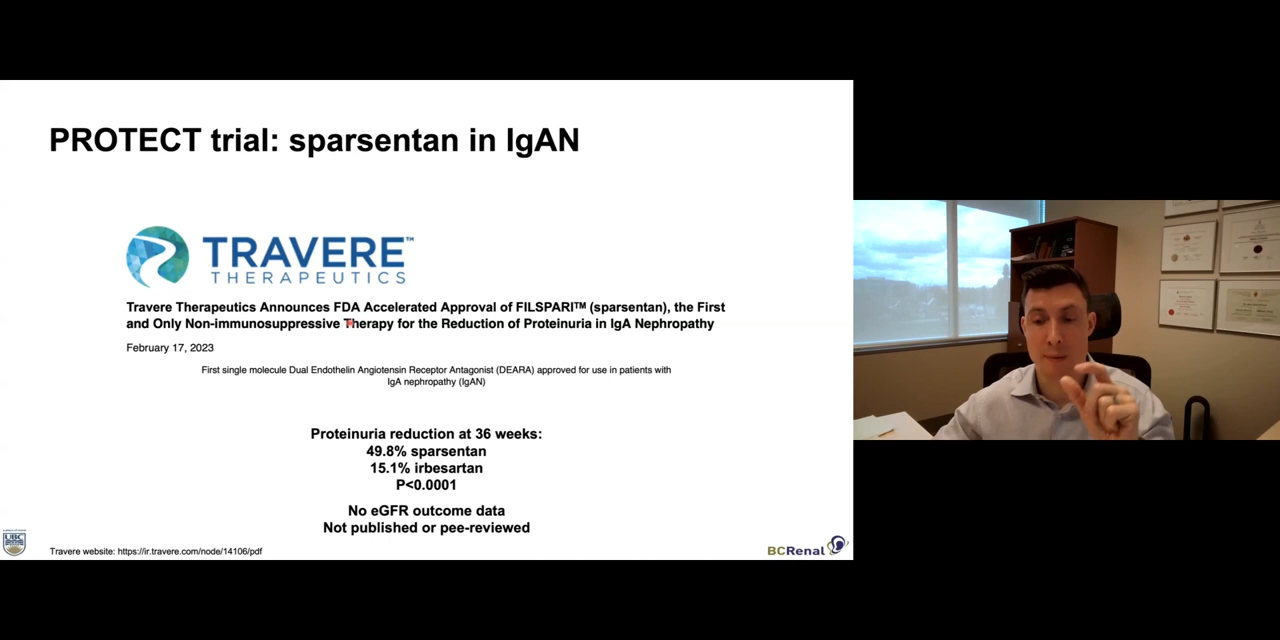 PROTECT trial: sparsentan in IgAN
TRAVERE™
THERAPEUTICS
Travere Therapeutics Announces FDA Accelerated Approval of FILSPARI™ (sparsentan), the First
and Only Non-immunosuppressive Therapy for the Reduction of Proteinuria in IgA Nephropathy
February 17, 2023
First single molecule Dual Endothelin Angiotensin Receptor Antagonist (DEARA) approved for use in patients with
IgA nephropathy (IgAN)
Proteinuria reduction at 36 weeks:
49.8% sparsentan
15.1% irbesartan
P<0.0001
No eGFR outcome data
Not published or pee-reviewed
UBC
Travere website: https://ir.travere.com/node/14106/pdf
BCRenal